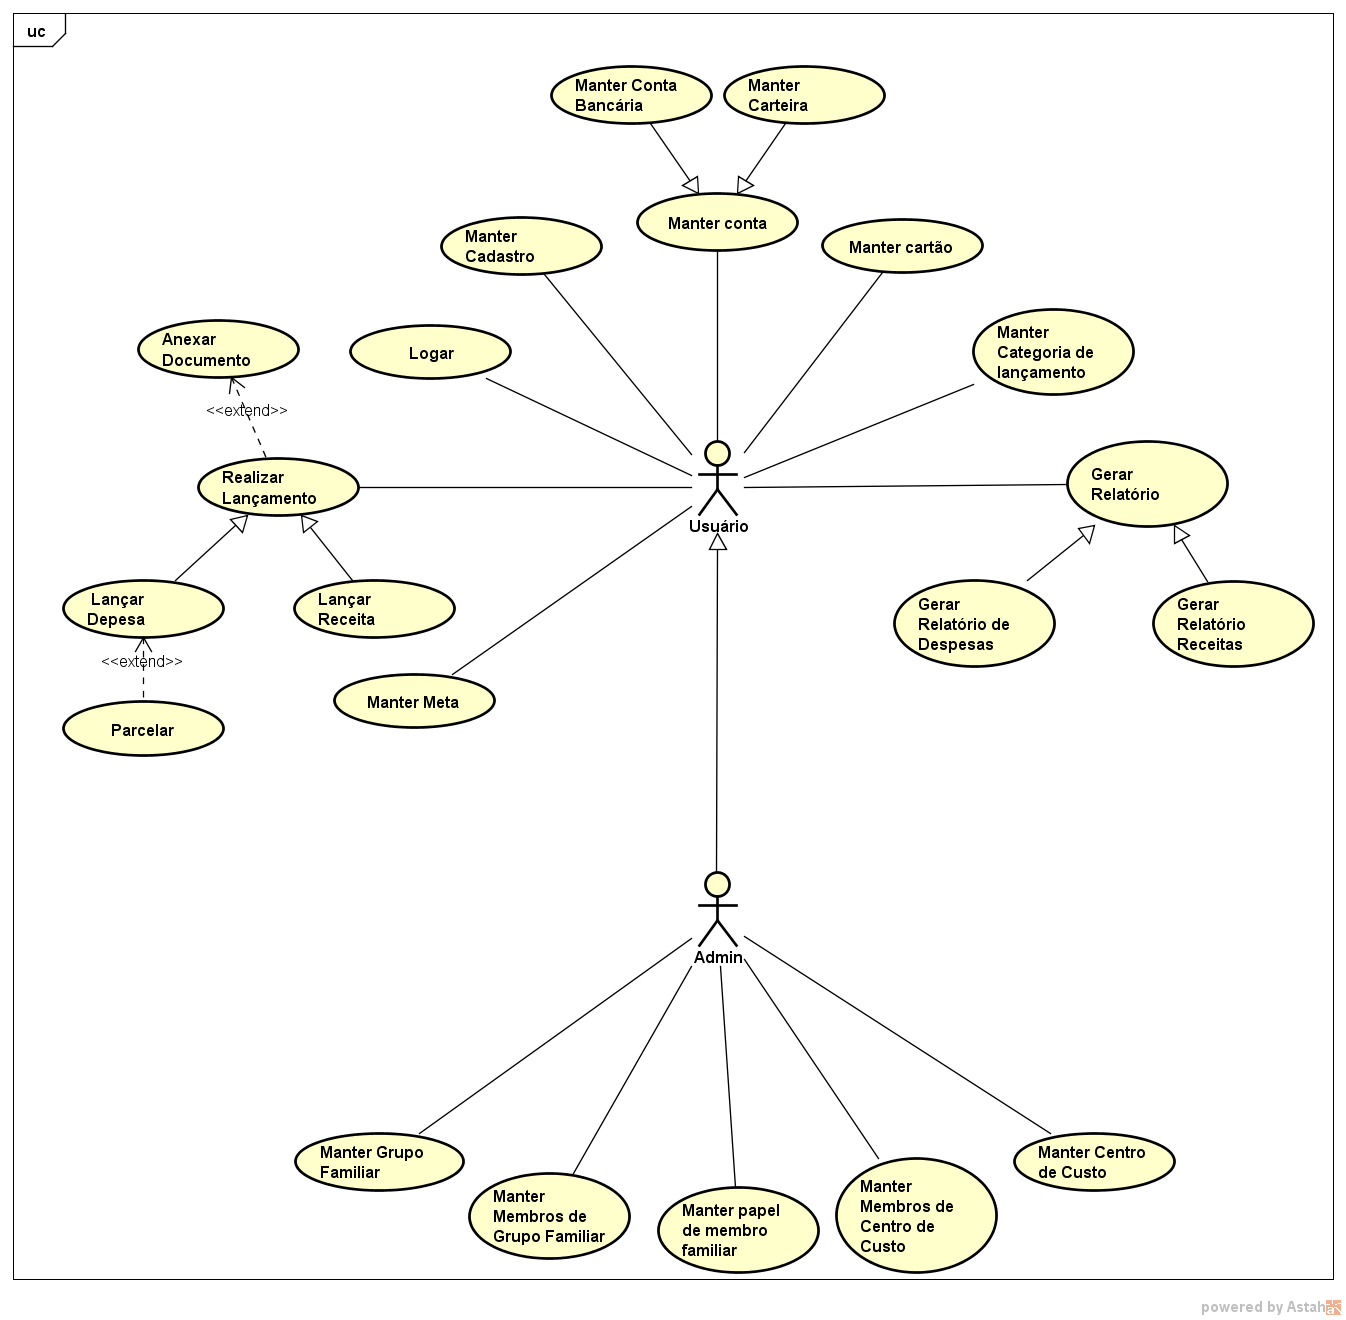 uc
Manter Conta
Bancária
Manter
Carteira
Manter conta
Manter
Cadastro
Manter cartão
Anexar
Documento
Logar
Manter
Categoria de
lançamento
<<extend>>
Realizar
Lançamento
Usuário
Gerar
Relatório
Lançar
Depesa
Lançar
Receita
Gerar
Relatório de
Despesas
Gerar
Relatório
Receitas
<<extend>>
Parcelar
Manter Meta
Admin
Manter Grupo
Familiar
Manter
Membros de
Grupo Familiar
Manter papel
de membro
familiar
Manter
Membros de
Centro de
Custo
Manter Centro
de Custo
powered by Astah